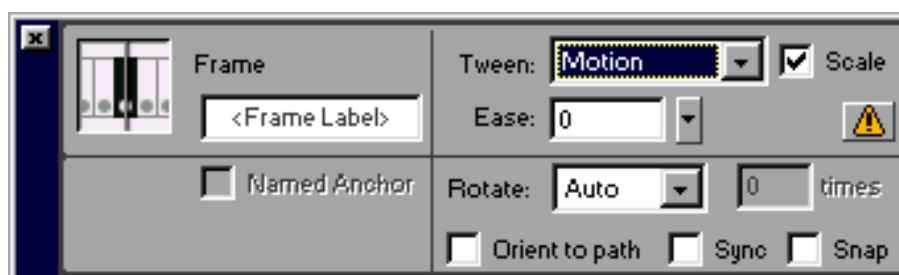 Frame
Tween: Motion Scale
<Frame Label>
Ease: 0
Named Anchor
Rotate: Auto 0 times
Orient to path Sync Snap